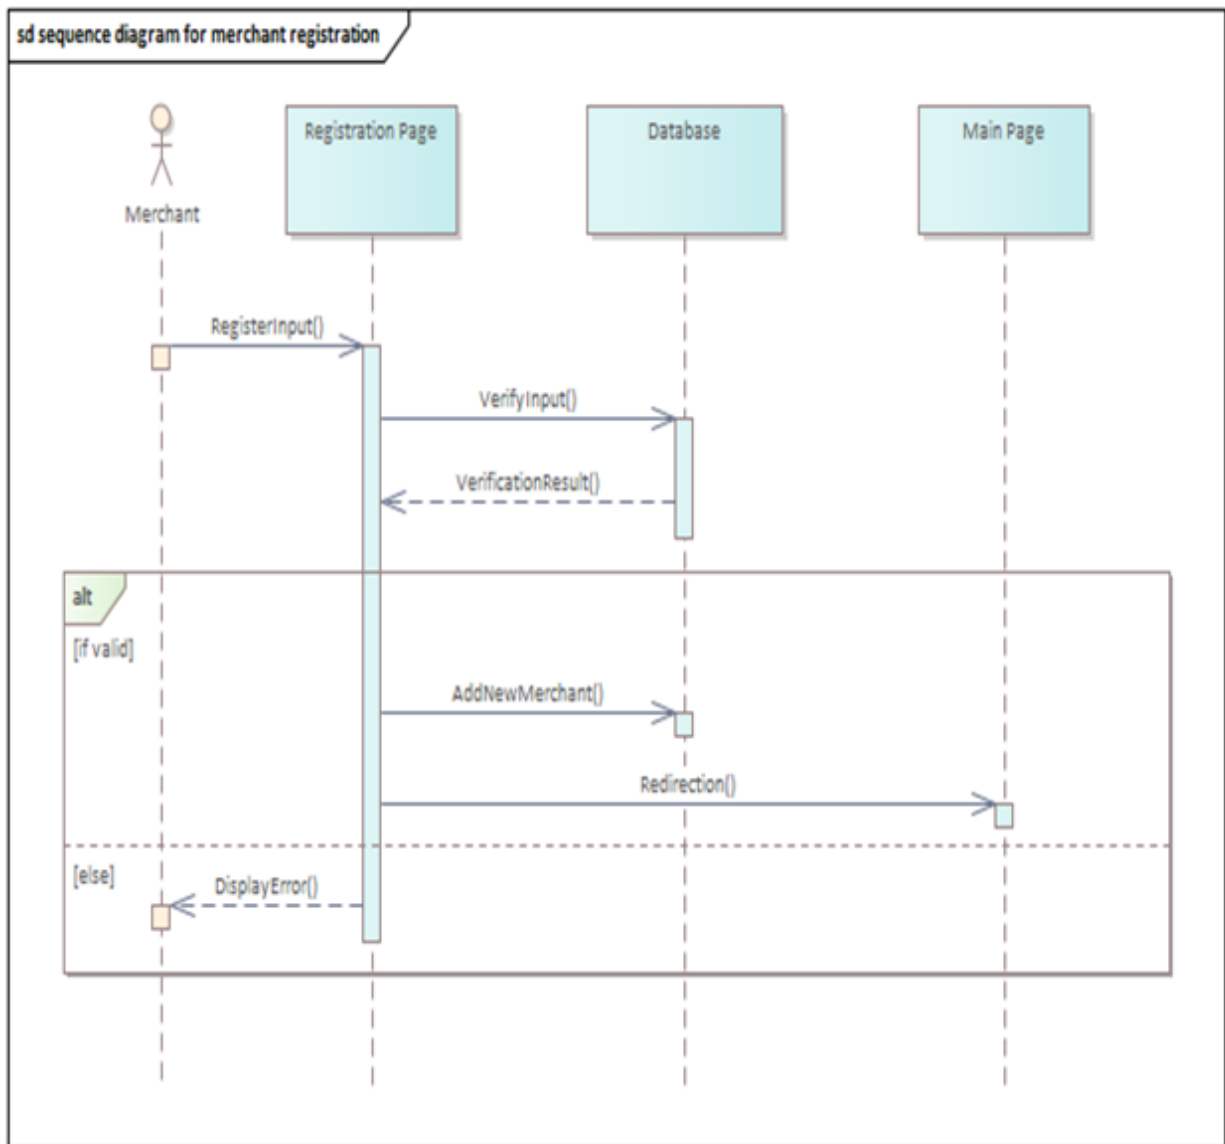 sd sequence diagram for merchant registration
Registration Page
Database
Main Page
Merchant
RegisterInput()
VerifyInput()
VerificationResult()
alt
[if valid]
AddNewMerchant()
Redirection()
[else]
DisplayError()